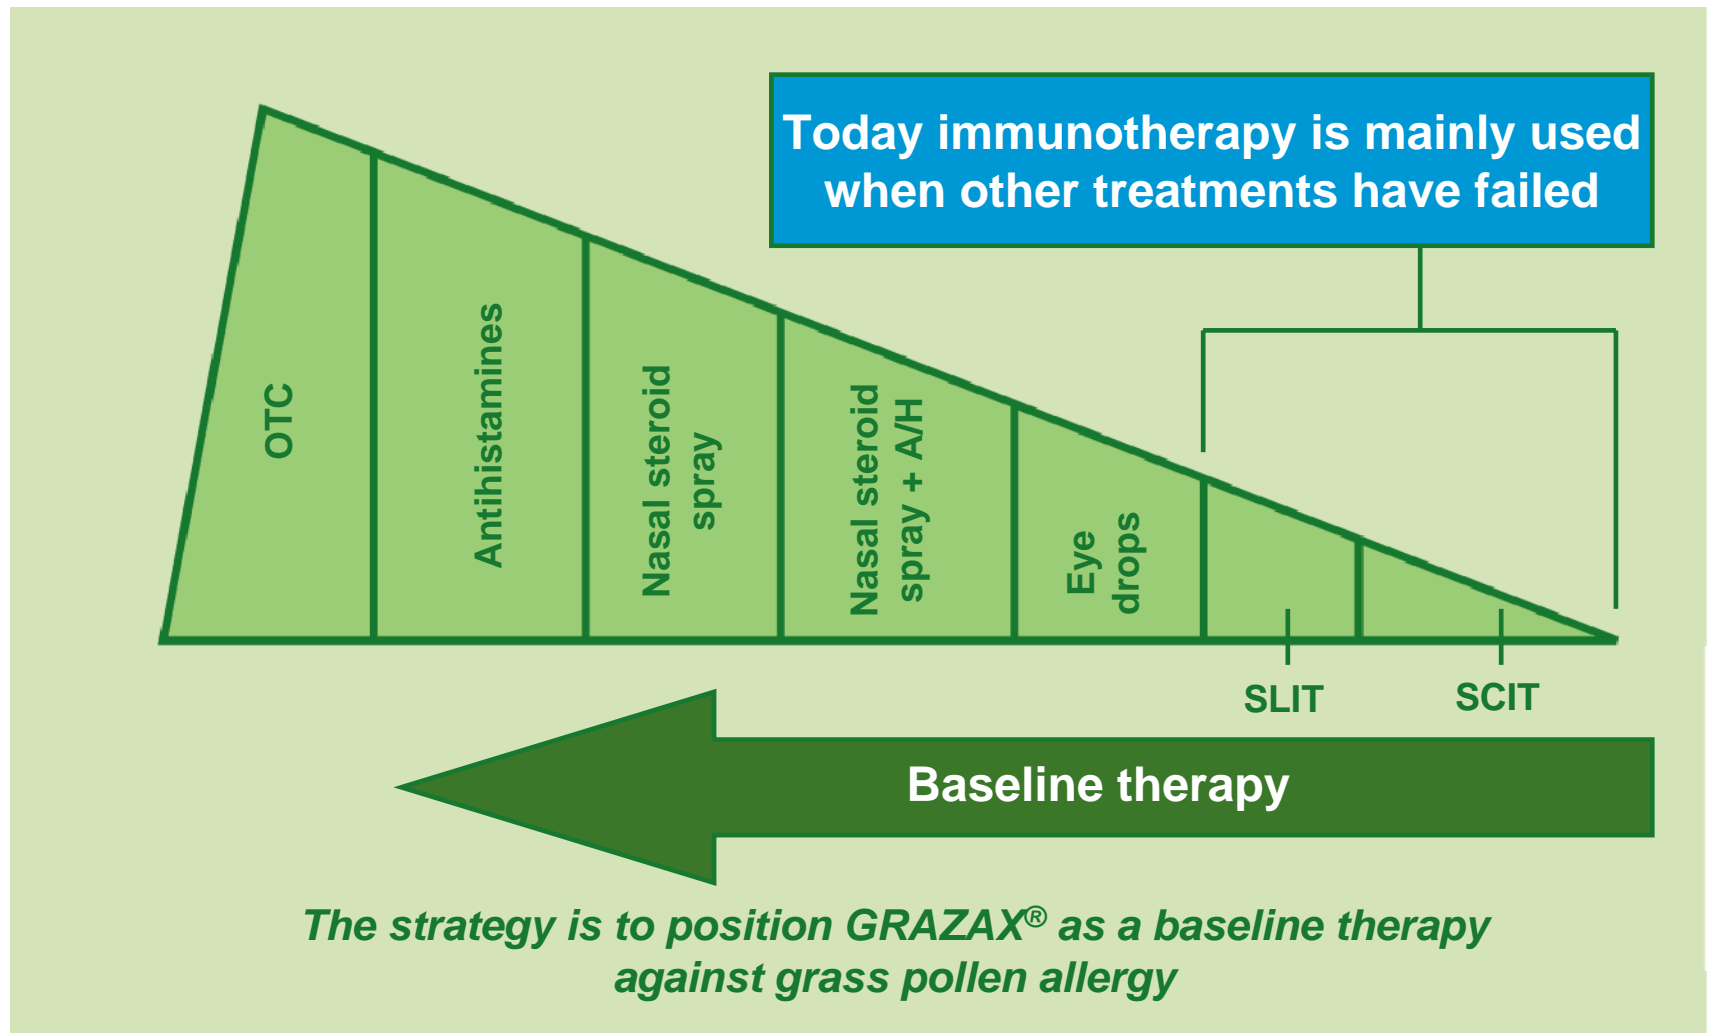 Today immunotherapy is mainly used
when other treatments have failed
OTC
Antihistamines
Nasal steroid
spray
Nasal steroid
spray + A/H
Eye
drops
SLIT
SCIT
Baseline therapy
The strategy is to position GRAZAX® as a baseline therapy
against grass pollen allergy